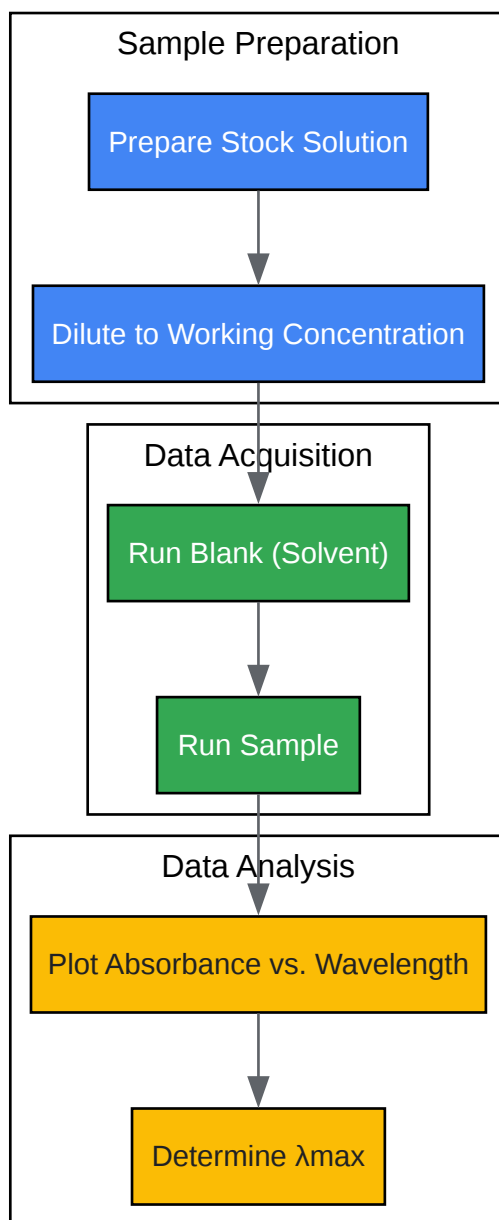 Sample Preparation
Prepare Stock Solution
Dilute to Working Concentration
Data Acquisition
Run Blank (Solvent)
Run Sample
Data Analysis
Plot Absorbance vs. Wavelength
Determine λmax